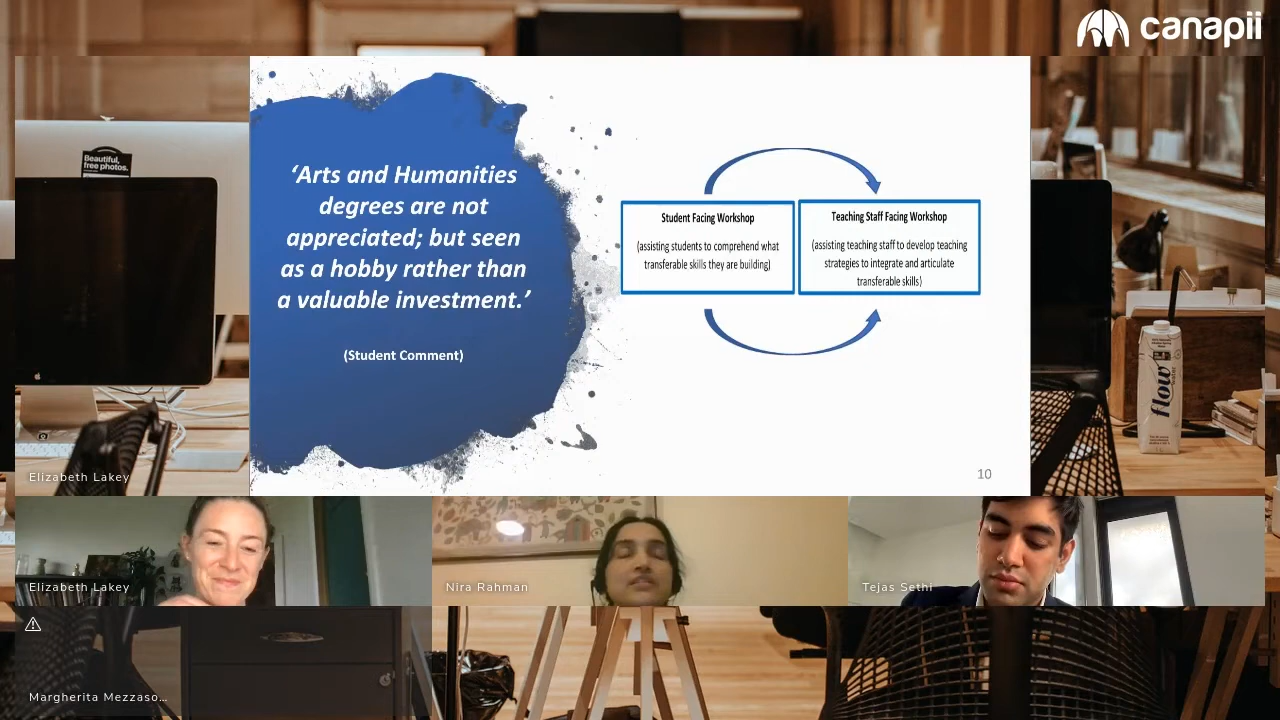 canapii
Beautiful,
free photos.
‘Arts and Humanities
degrees are not
appreciated; but seen
as a hobby rather than
a valuable investment.’
(Student Comment)
Student Facing Workshop
(assisting students to comprehend what
transferable skills they are building)
Teaching Staff Facing Workshop
(assisting teaching staff to develop teaching
strategies to integrate and articulate
transferable skills)
10
flow
Elizabeth Lakey
Elizabeth Lakey
Nira Rahman
Tejas Sethi
Margherita Mezzaso...